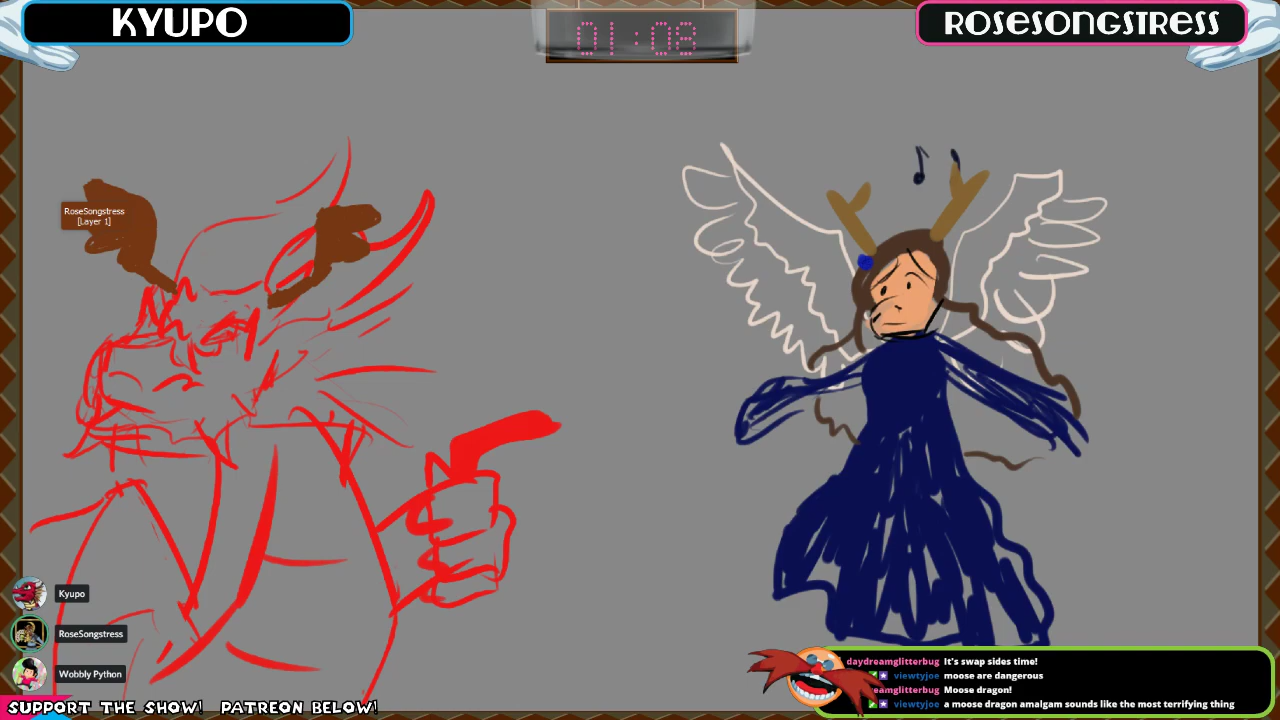 KYUPO
01:08
ROSESONGSTRESS
RoseSongstress
[Layer 1]
Kyupo
RoseSongstress
Wobbly Python
daydreamglitterbug It's swap sides time!
viewtyjoe moose are dangerous
eamglitterbug Moose dragon!
viewtyjoe a moose dragon amalgam sounds like the most terrifying thing
SUPPORT THE SHOW! PATREON BELOW!